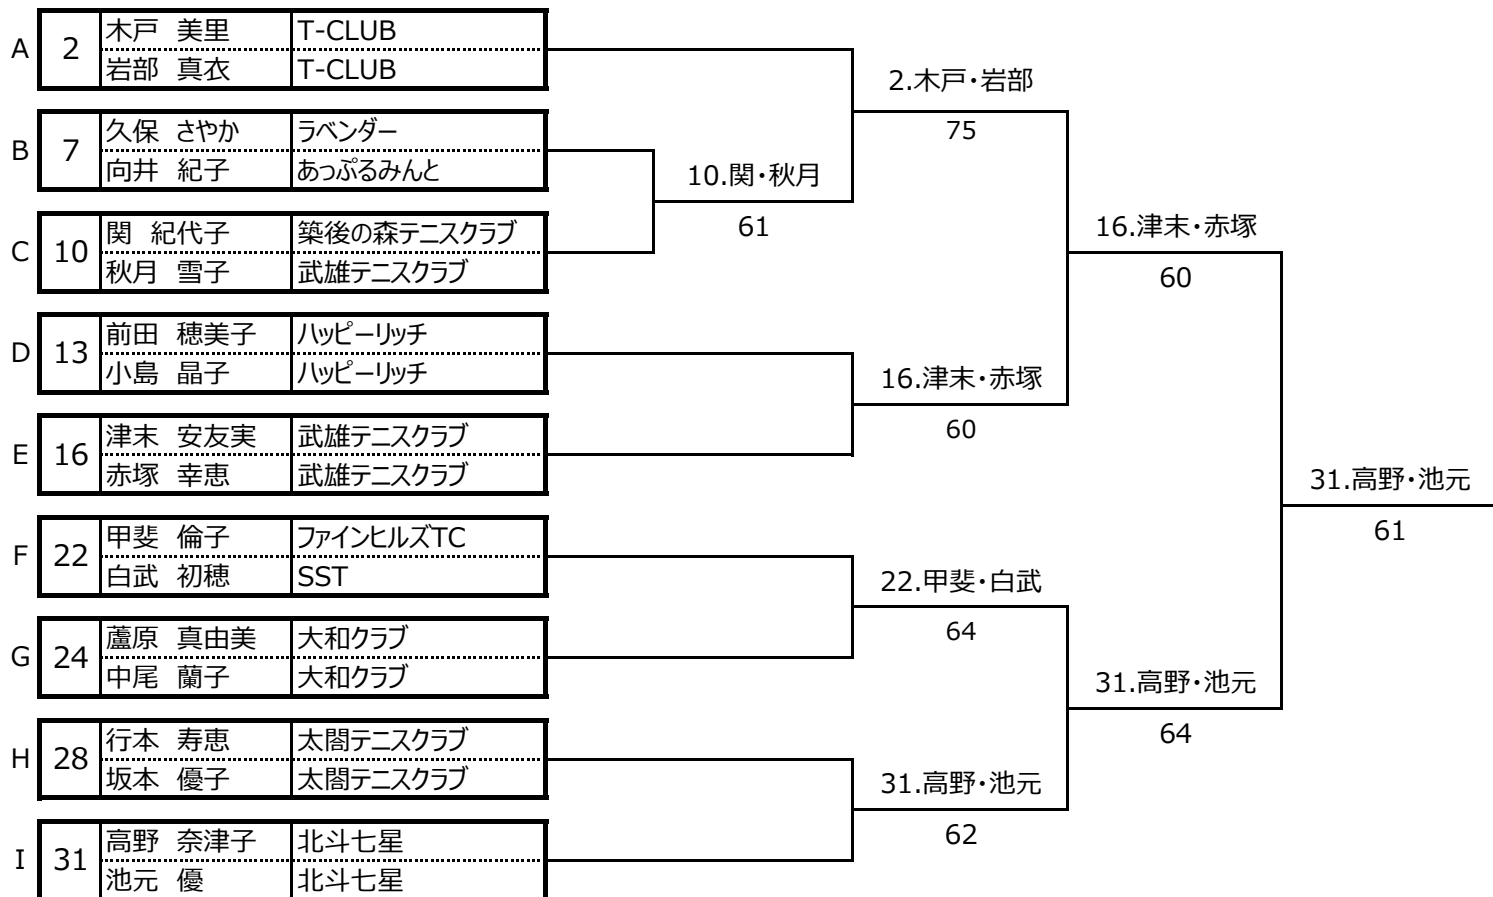 A 2 木戸 美里 T-CLUB
岩部 真衣 T-CLUB
2.木戸・岩部
75
B 7 久保 さやか ラベンダー
向井 紀子 あっぷるみんと
10.関・秋月
61
C 10 関 紀代子 築後の森テニスクラブ
秋月 雪子 武雄テニスクラブ
16.津末・赤塚
60
D 13 前田 穂美子 ハッピーリッチ
小島 晶子 ハッピーリッチ
16.津末・赤塚
60
E 16 津末 安友実 武雄テニスクラブ
赤塚 幸恵 武雄テニスクラブ
31.高野・池元
61
F 22 甲斐 倫子 ファインヒルズTC
白武 初穂 SST
22.甲斐・白武
64
G 24 蘆原 真由美 大和クラブ
中尾 蘭子 大和クラブ
31.高野・池元
64
H 28 行本 寿恵 太閤テニスクラブ
坂本 優子 太閤テニスクラブ
31.高野・池元
62
I 31 高野 奈津子 北斗七星
池元 優 北斗七星